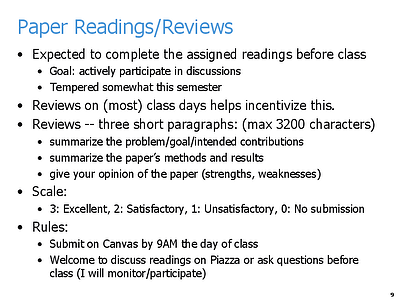 Paper Readings/Reviews
• Expected to complete the assigned readings before class
• Goal: actively participate in discussions
• Tempered somewhat this semester
• Reviews on (most) class days helps incentivize this.
• Reviews -- three short paragraphs: (max 3200 characters)
• summarize the problem/goal/intended contributions
• summarize the paper's methods and results
• give your opinion of the paper (strengths, weaknesses)
• Scale:
• 3: Excellent, 2: Satisfactory, 1: Unsatisfactory, 0: No submission
• Rules:
• Submit on Canvas by 9AM the day of class
• Welcome to discuss readings on Piazza or ask questions before
class (I will monitor/participate)
9